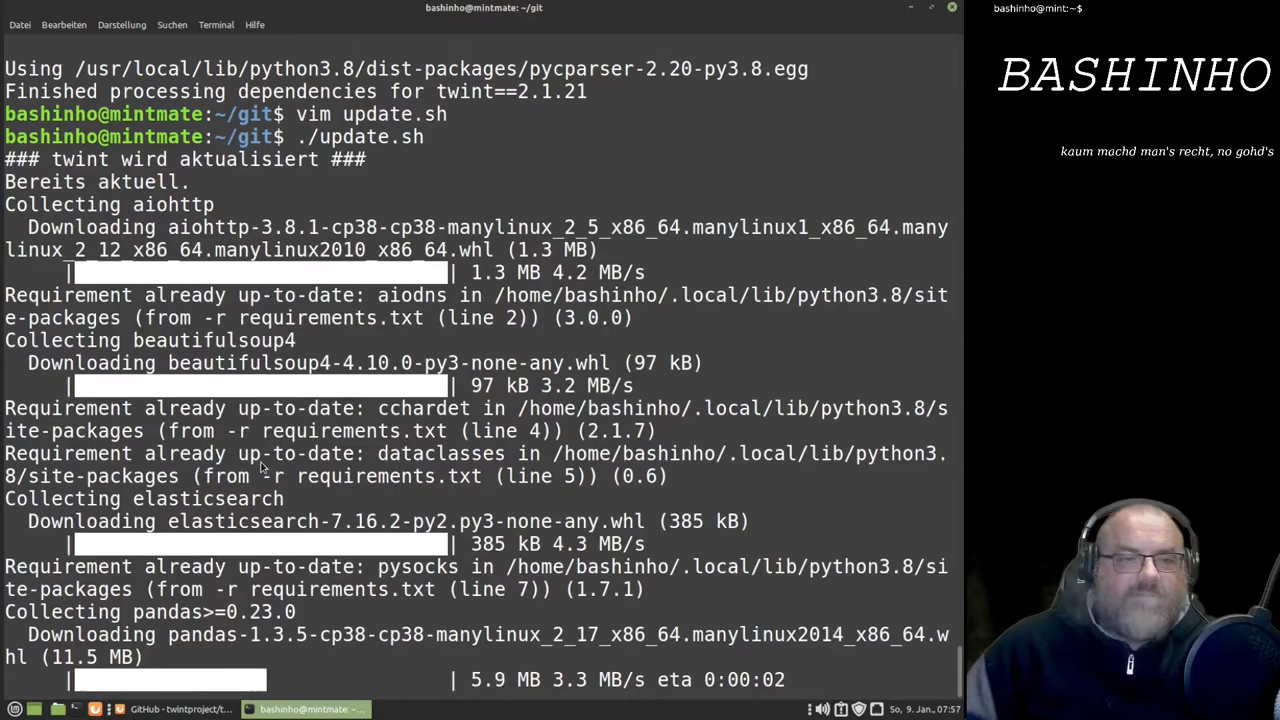 bashinho@mintmate: ~/git
Datei Bearbeiten Darstellung Suchen Terminal Hilfe
Using /usr/local/lib/python3.8/dist-packages/pycparser-2.20-py3.8.egg
Finished processing dependencies for twint==2.1.21
bashinho@mintmate:~/git$ vim update.sh
bashinho@mintmate:~/git$ ./update.sh
### twint wird aktualisiert ###
Bereits aktuell.
Collecting aiohttp
  Downloading aiohttp-3.8.1-cp38-cp38-manylinux_2_5_x86_64.manylinux1_x86_64.many
linux_2_12_x86_64.manylinux2010_x86_64.whl (1.3 MB)
| | 1.3 MB 4.2 MB/s
Requirement already up-to-date: aiodns in /home/bashinho/.local/lib/python3.8/sit
e-packages (from -r requirements.txt (line 2)) (3.0.0)
Collecting beautifulsoup4
  Downloading beautifulsoup4-4.10.0-py3-none-any.whl (97 kB)
| | 97 kB 3.2 MB/s
Requirement already up-to-date: cchardet in /home/bashinho/.local/lib/python3.8/s
ite-packages (from -r requirements.txt (line 4)) (2.1.7)
Requirement already up-to-date: dataclasses in /home/bashinho/.local/lib/python3.
8/site-packages (from -r requirements.txt (line 5)) (0.6)
Collecting elasticsearch
  Downloading elasticsearch-7.16.2-py2.py3-none-any.whl (385 kB)
| | 385 kB 4.3 MB/s
Requirement already up-to-date: pysocks in /home/bashinho/.local/lib/python3.8/si
te-packages (from -r requirements.txt (line 7)) (1.7.1)
Collecting pandas>=0.23.0
  Downloading pandas-1.3.5-cp38-cp38-manylinux_2_17_x86_64.manylinux2014_x86_64.w
hl (11.5 MB)
| | 5.9 MB 3.3 MB/s eta 0:00:02
GitHub - twintproject/t... bashinho@mintmate: ~... So, 9. Jan., 07:57
bashinho@mint:~$
BASHINHO
kaum machd man's recht, no gohd's